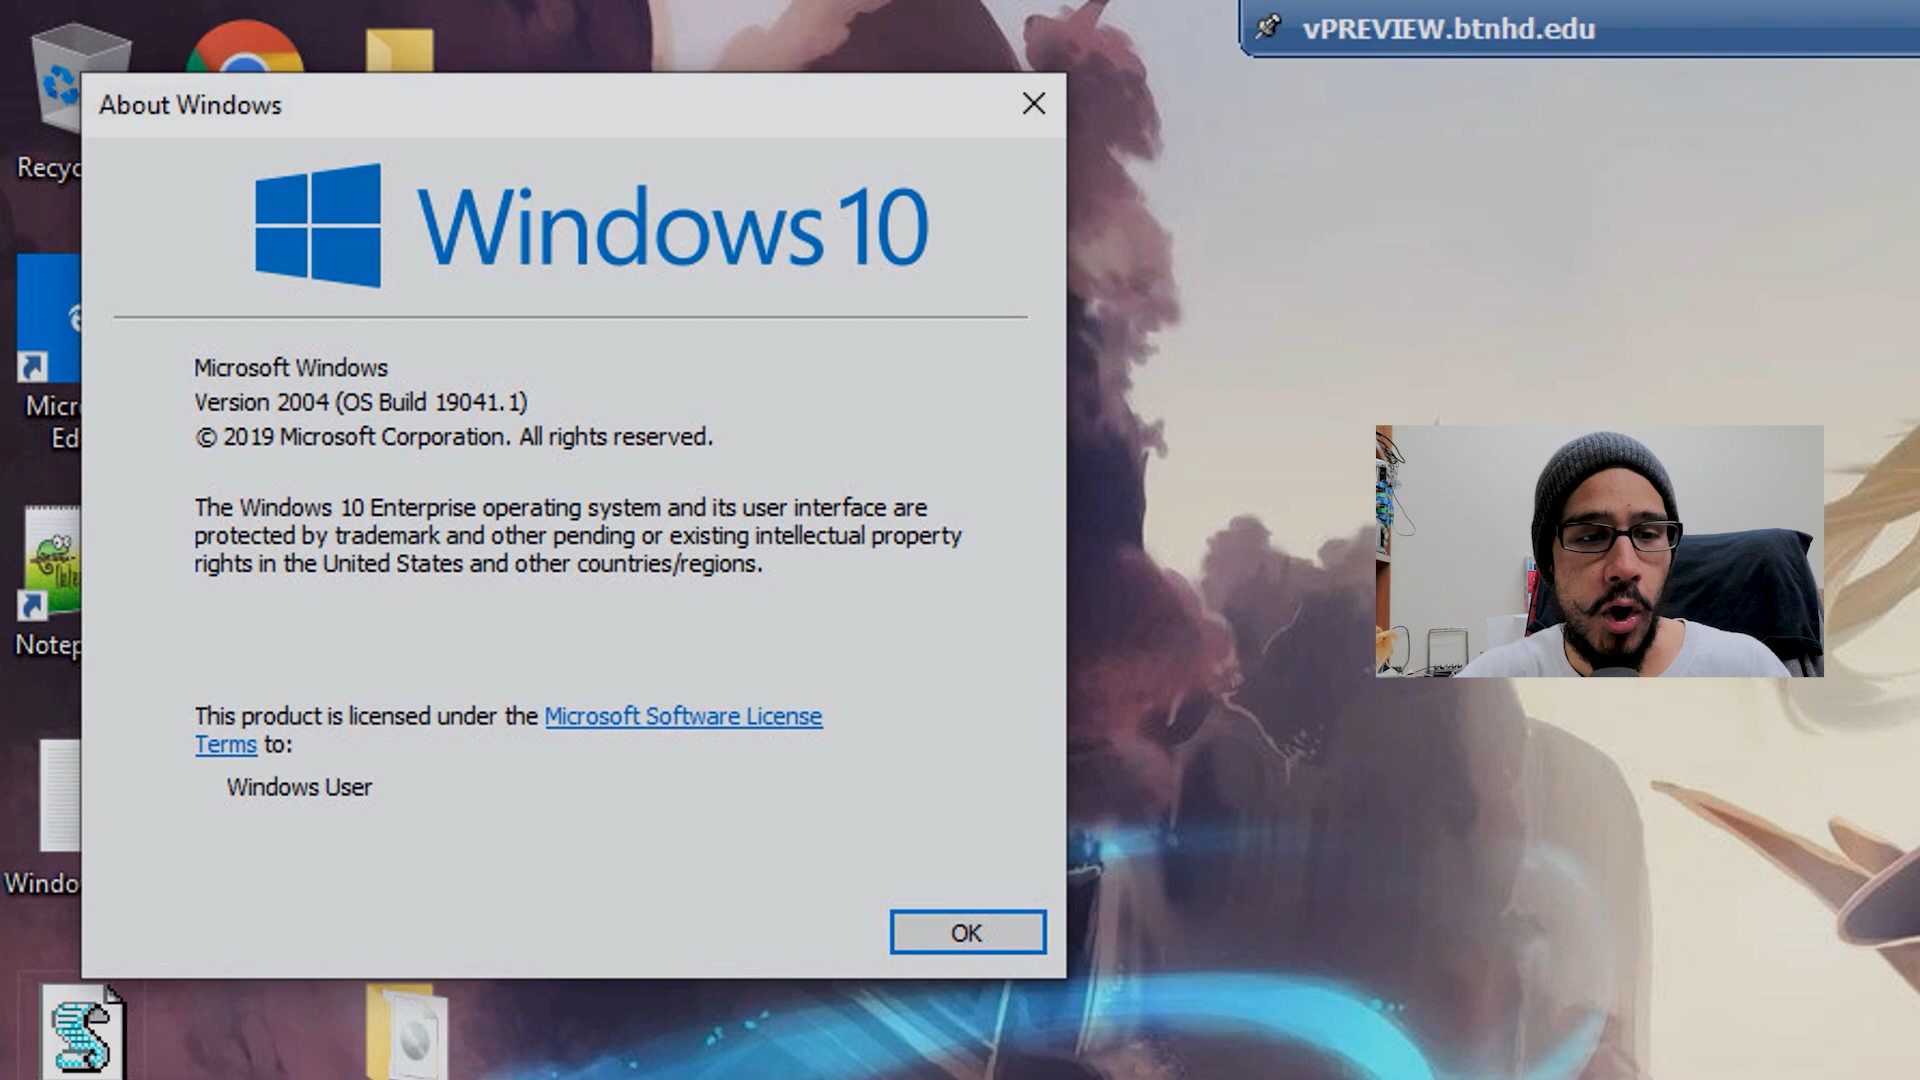 vPREVIEW.btnhd.edu
About Windows
Windows 10
Microsoft Windows
Version 2004 (OS Build 19041.1)
© 2019 Microsoft Corporation. All rights reserved.
The Windows 10 Enterprise operating system and its user interface are
protected by trademark and other pending or existing intellectual property
rights in the United States and other countries/regions.
This product is licensed under the Microsoft Software License
Terms to:
Windows User
OK
Recyc
Micr
Ed
Notep
Windo